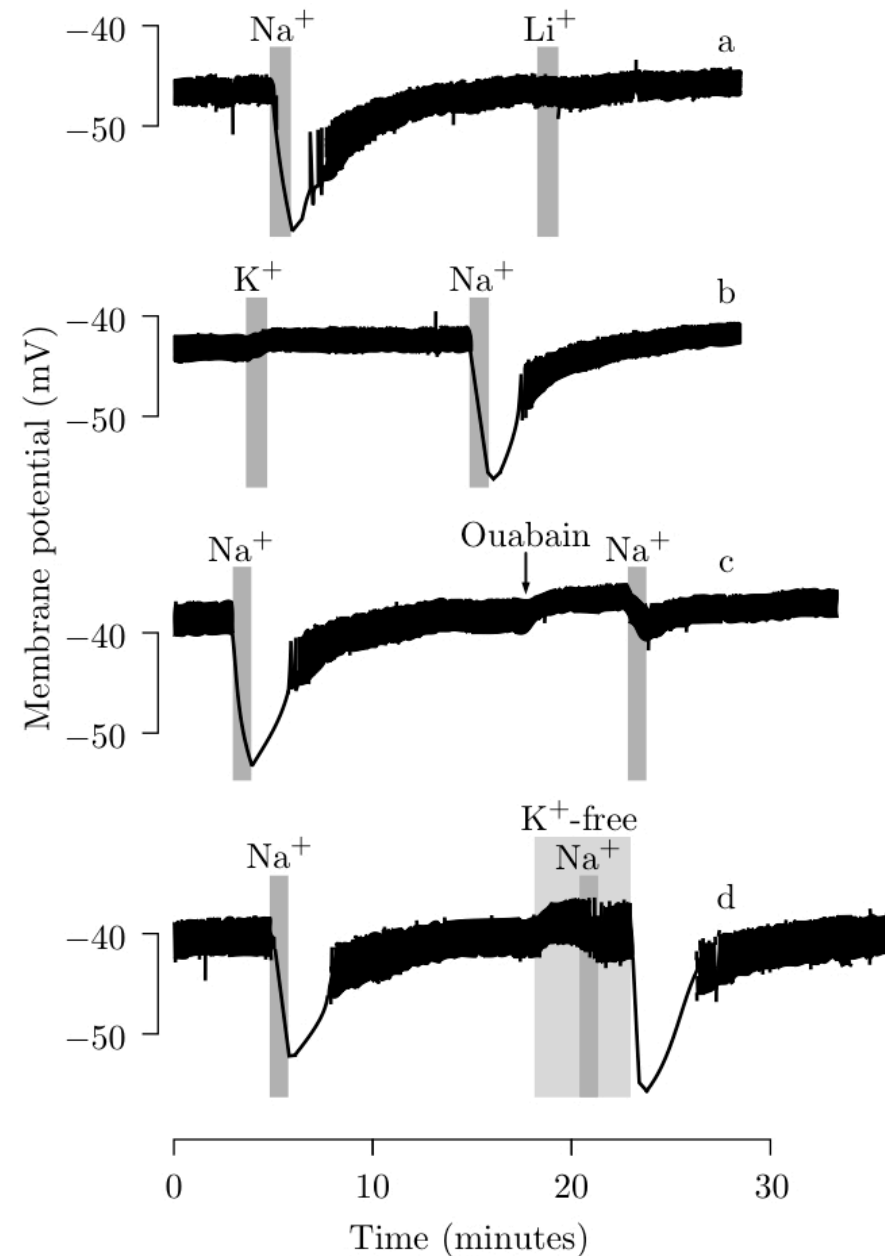 −40
Na⁺
Li⁺
a
−50
K⁺
Na⁺
b
−40
−50
Membrane potential (mV)
Ouabain
Na⁺
Na⁺
c
−40
−50
K⁺-free
Na⁺
Na⁺
d
−40
−50
0 10 20 30
Time (minutes)